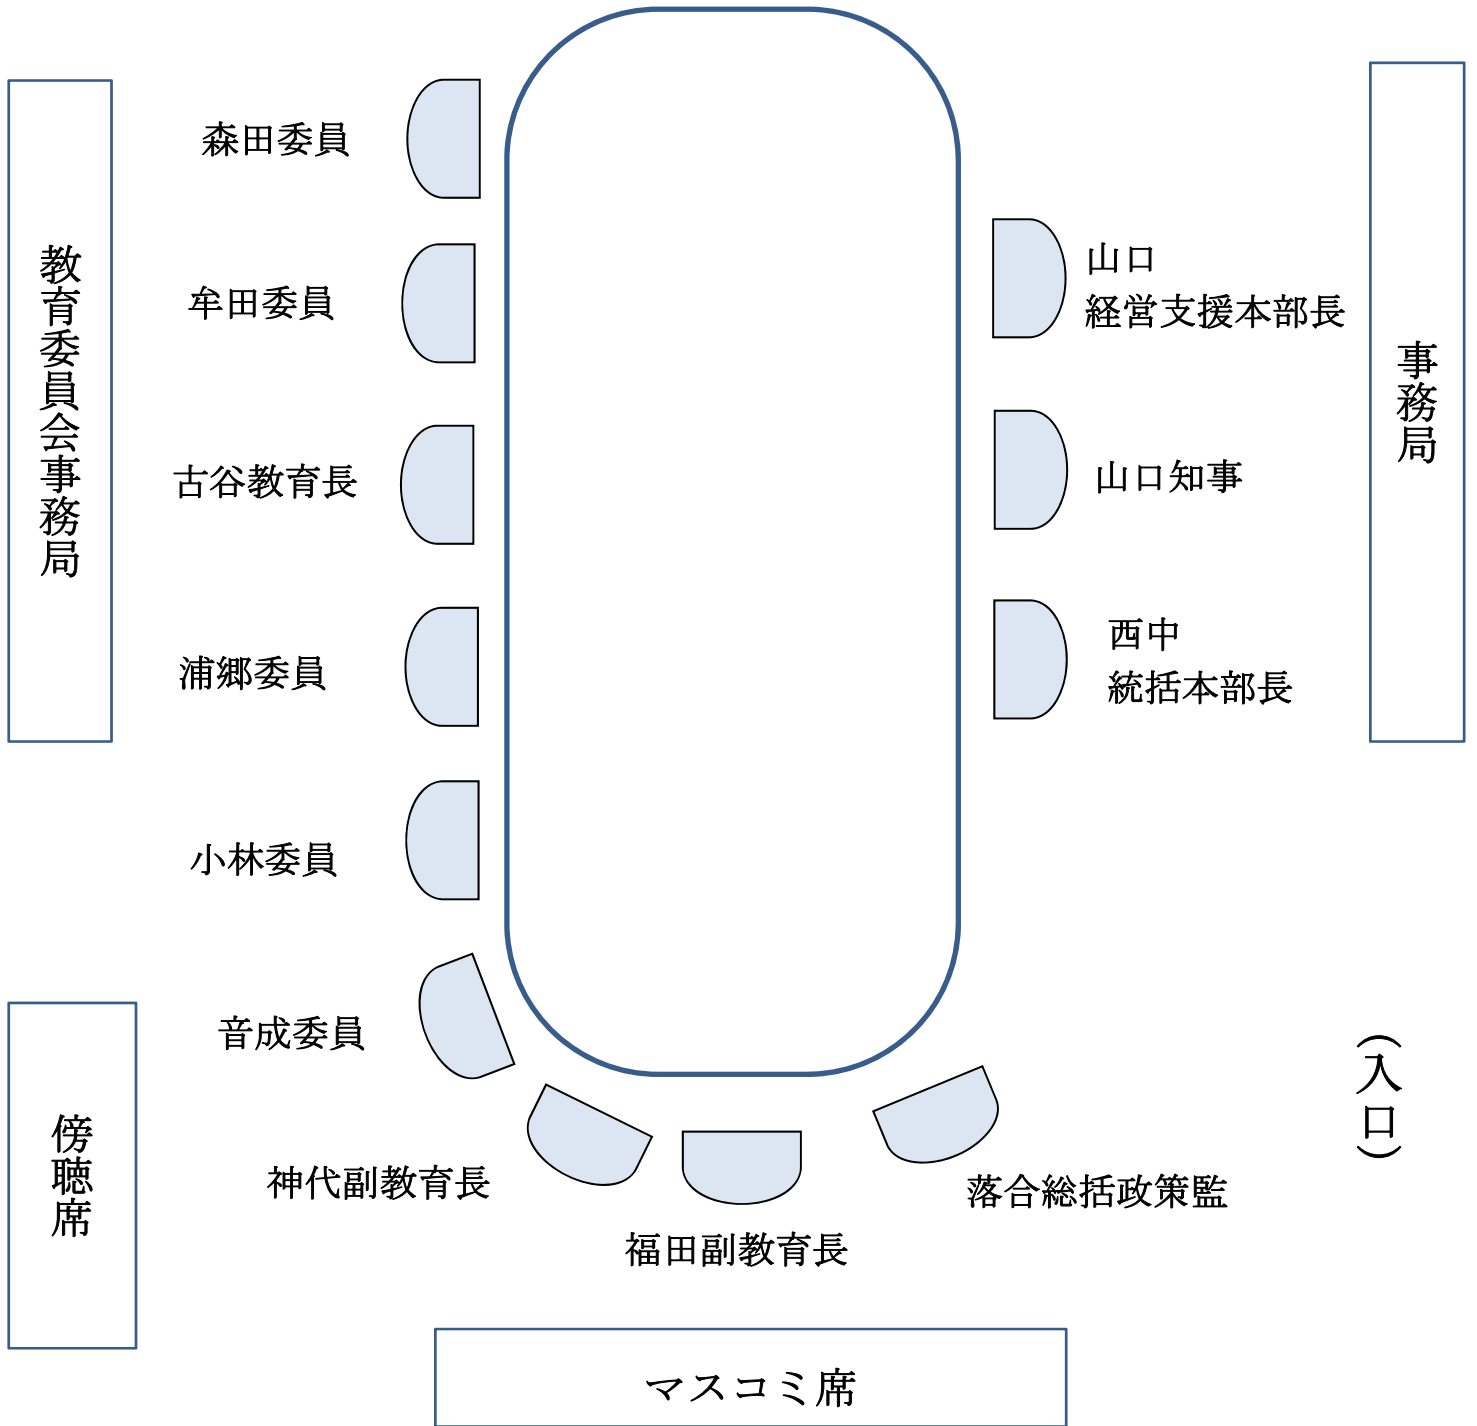 森田委員
牟田委員
古谷教育長
浦郷委員
小林委員
音成委員
神代副教育長
福田副教育長
落合総括政策監
山口
経営支援本部長
山口知事
西中
統括本部長
教育委員会事務局
事務局
傍聴席
（入口）
マスコミ席